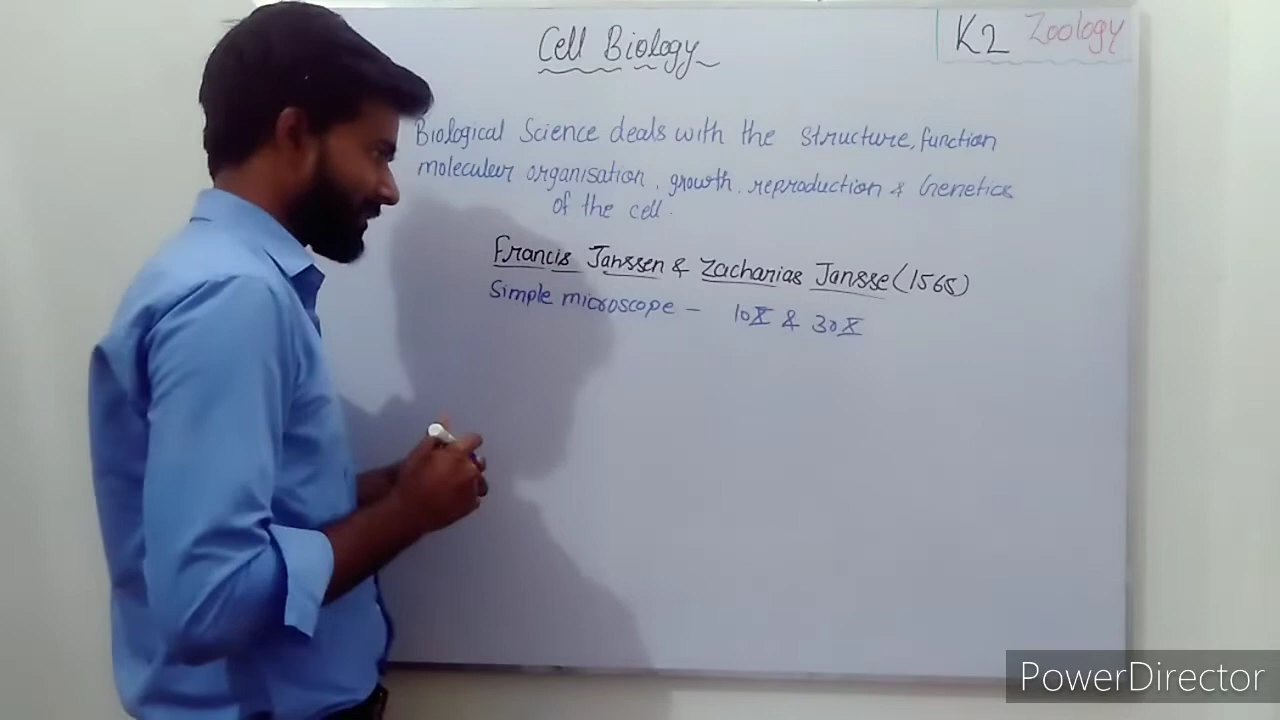 Cell Biology
K2 Zoology
Biological Science deals with the structure, function
moleculer organisation, growth, reproduction & Genetics
of the cell.
Francis Janssen & Zacharias Jansse (1565)
Simple microscope - 10X & 30X
PowerDirector